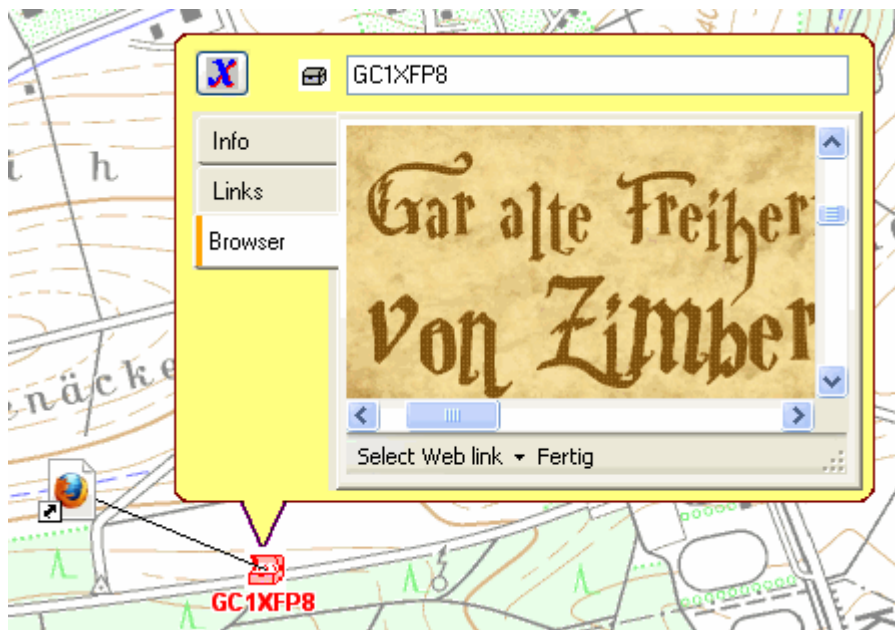 GC1XFP8
Info
Links
Browser
Gar alte Freiher
von Zimber
Select Web link Fertig
h
näcke
GC1XFP8